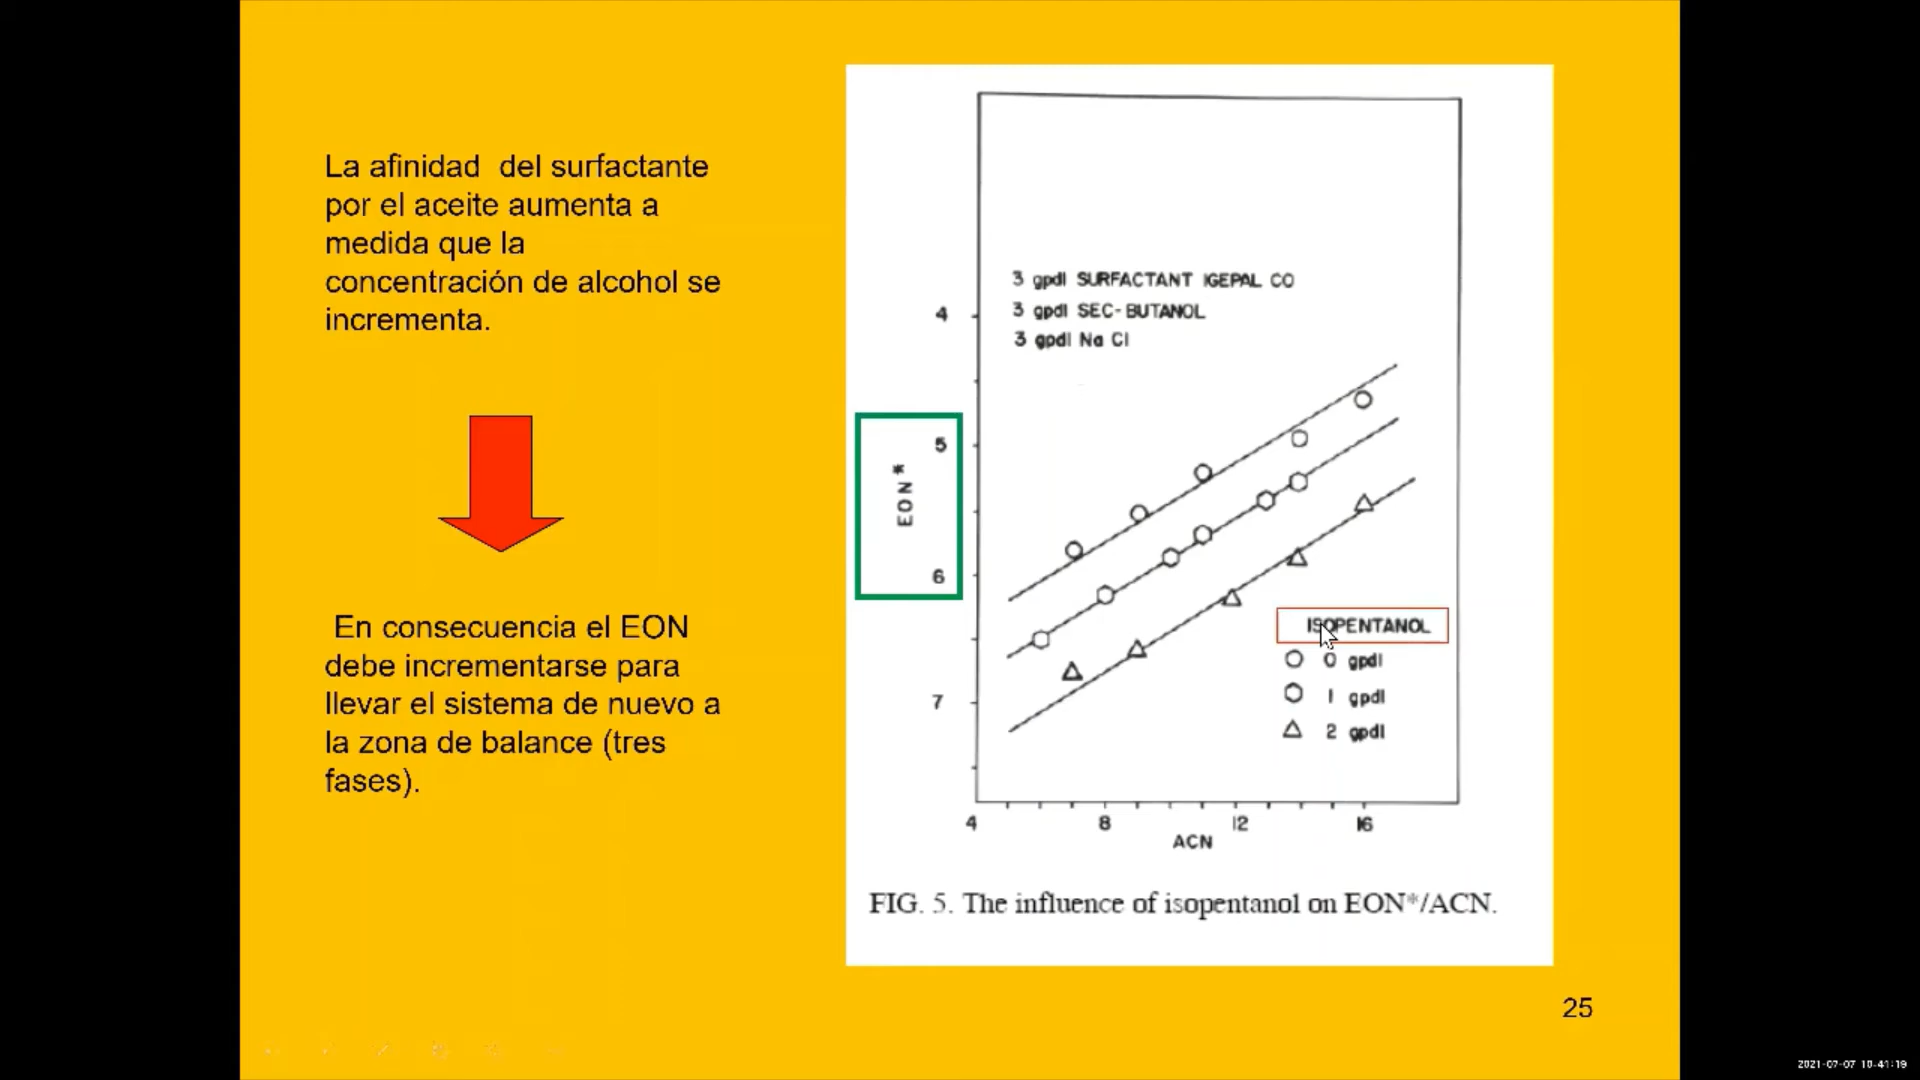 La afinidad  del surfactante
por el aceite aumenta a
medida que la
concentración de alcohol se
incrementa.
En consecuencia el EON
debe incrementarse para
llevar el sistema de nuevo a
la zona de balance (tres
fases).
3 gpdl SURFACTANT IGEPAL CO
3 gpdl SEC-BUTANOL
3 gpdl Na Cl
4
5
6
7
EON*
ISOPENTANOL
0 gpdl
1 gpdl
2 gpdl
4 8 12 16
ACN
FIG. 5. The influence of isopentanol on EON*/ACN.
25
2021-07-07 10:41:19